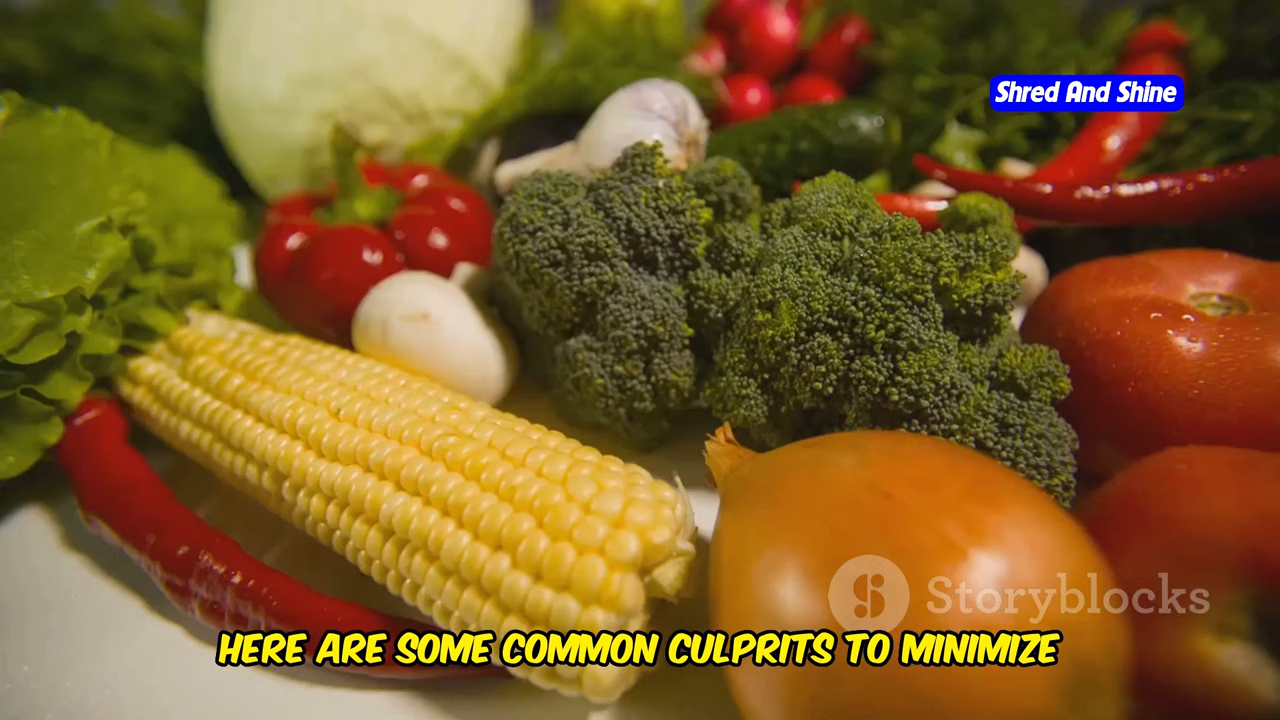 Shred And Shine
Storyblocks
HERE ARE SOME COMMON CULPRITS TO MINIMIZE